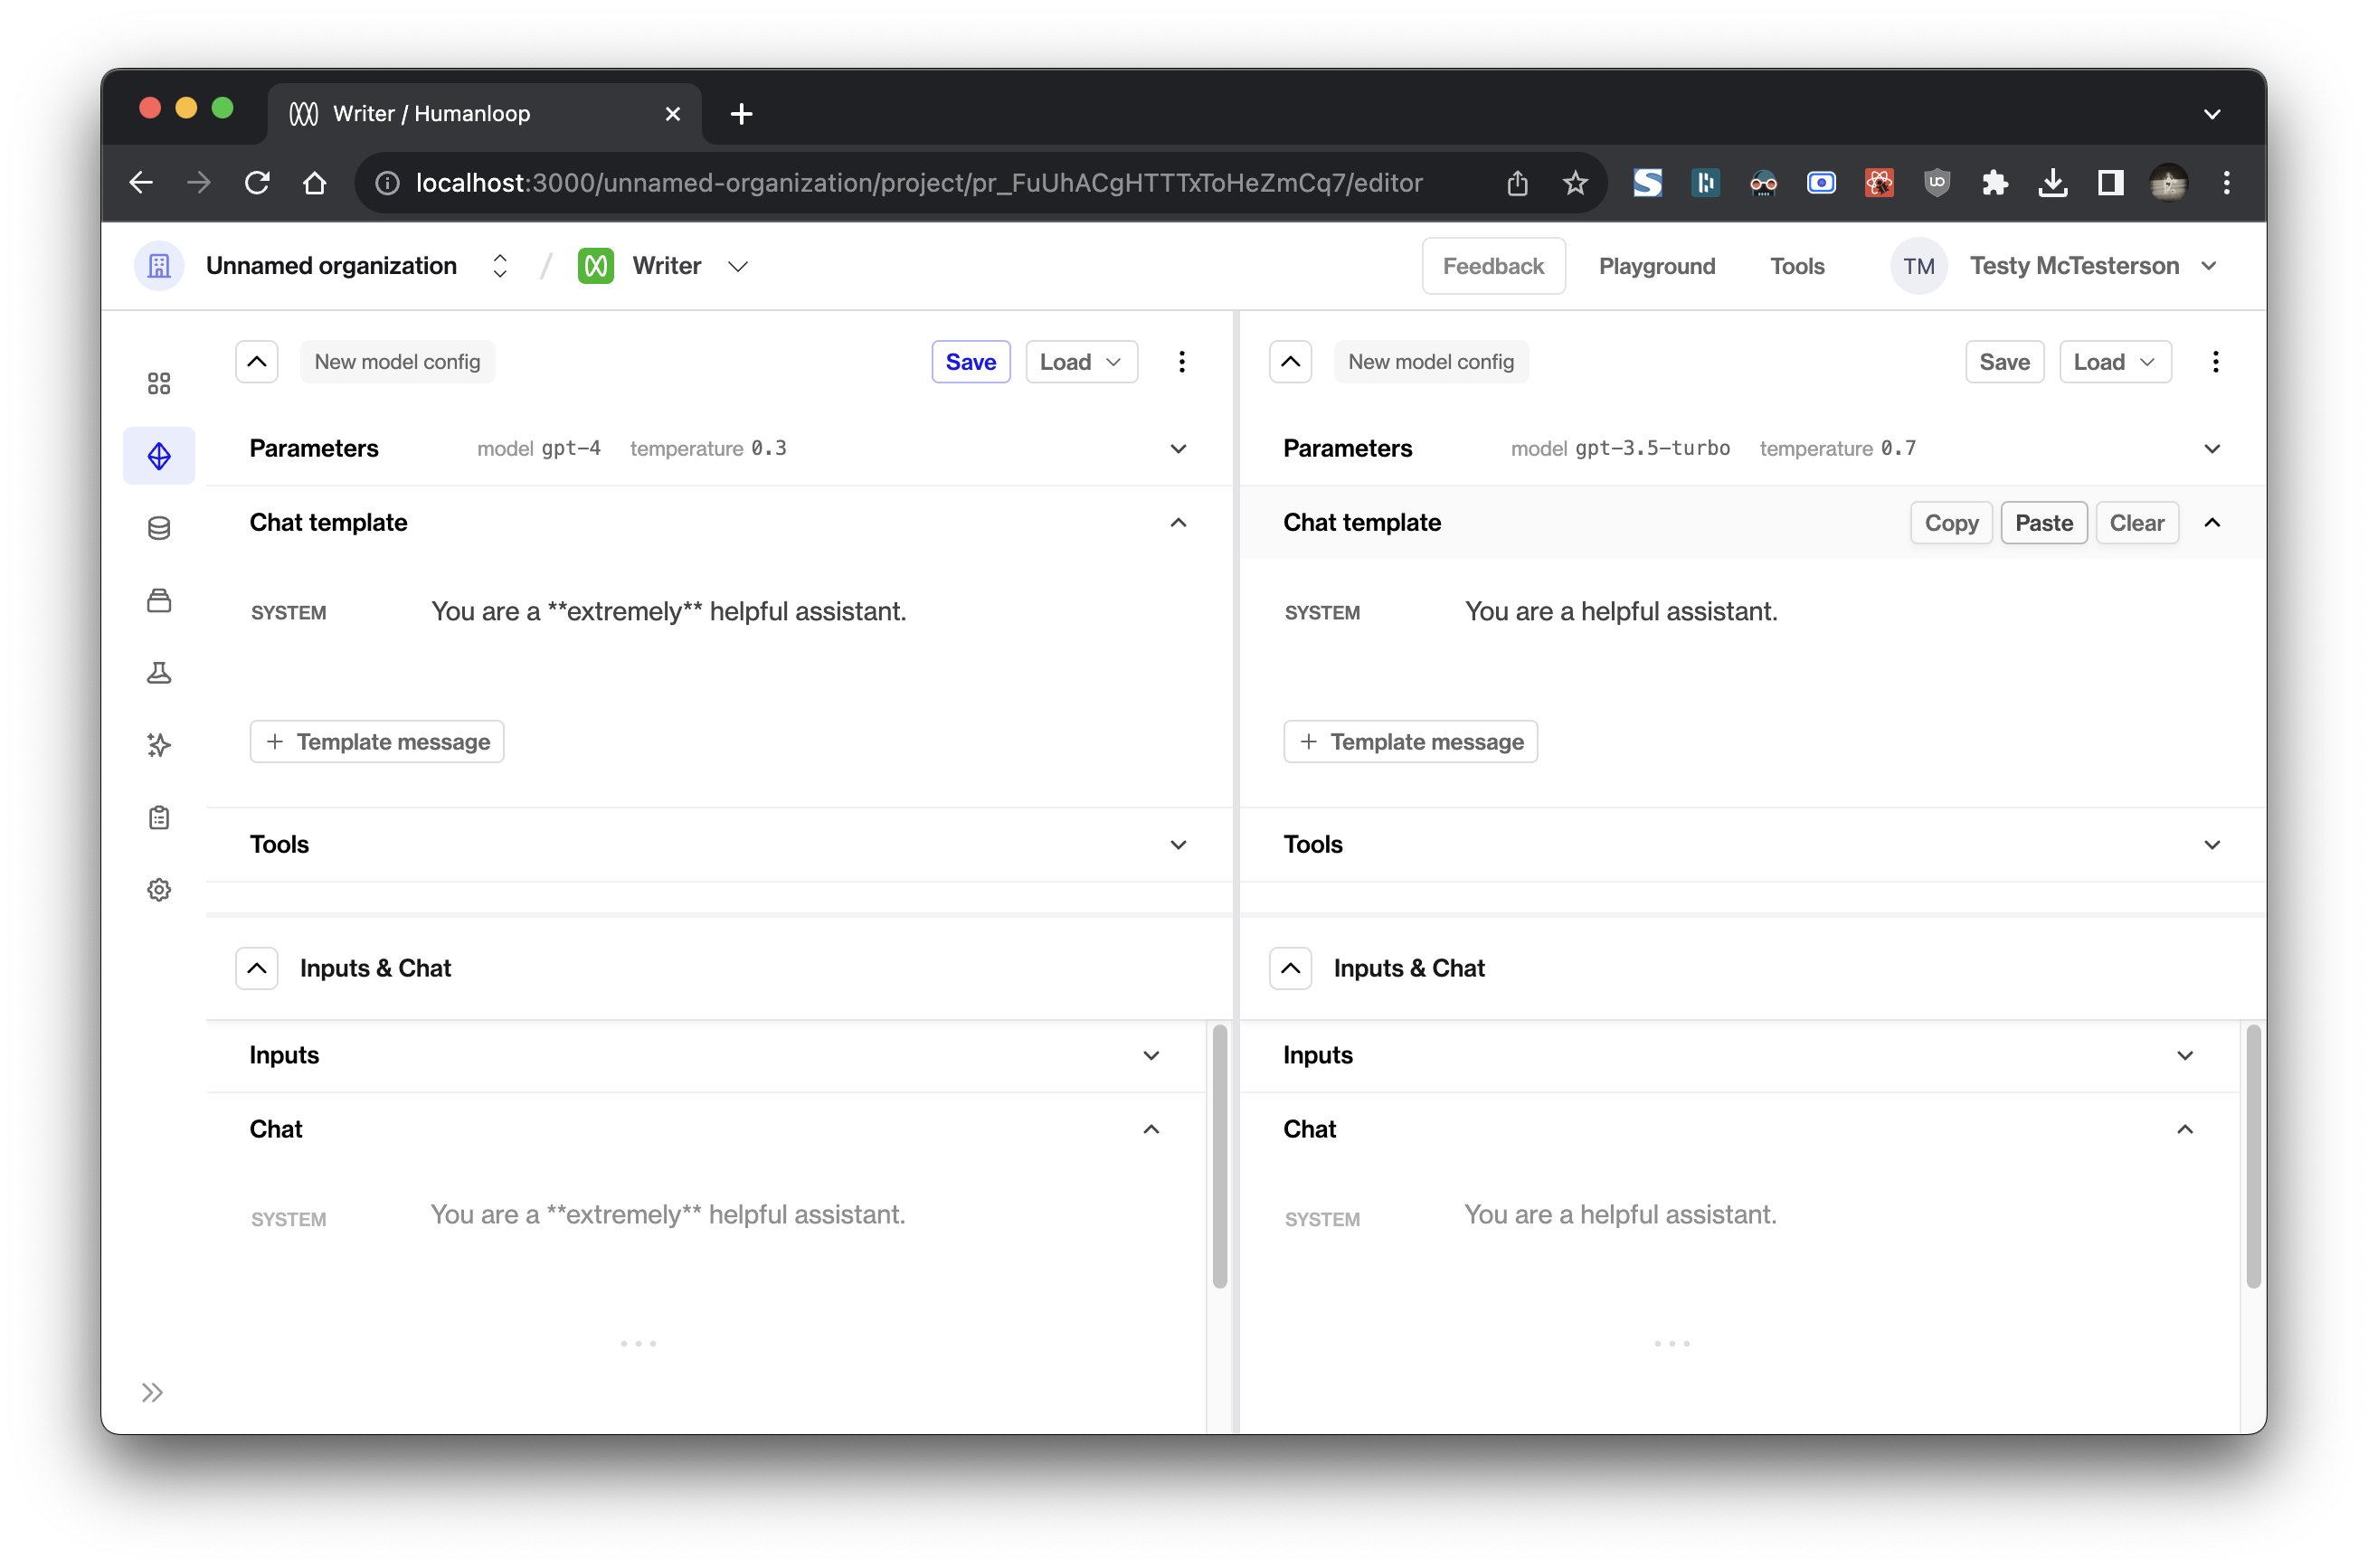 Writer / Humanloop
localhost:3000/unnamed-organization/project/pr_FuUhACgHTTTxToHeZmCq7/editor
Unnamed organization / Writer
Feedback Playground Tools TM Testy McTesterson
New model config Save Load
Parameters model gpt-4 temperature 0.3
Chat template
SYSTEM You are a **extremely** helpful assistant.
+ Template message
Tools
Inputs & Chat
Inputs
Chat
SYSTEM You are a **extremely** helpful assistant.
New model config Save Load
Parameters model gpt-3.5-turbo temperature 0.7
Chat template Copy Paste Clear
SYSTEM You are a helpful assistant.
+ Template message
Tools
Inputs & Chat
Inputs
Chat
SYSTEM You are a helpful assistant.